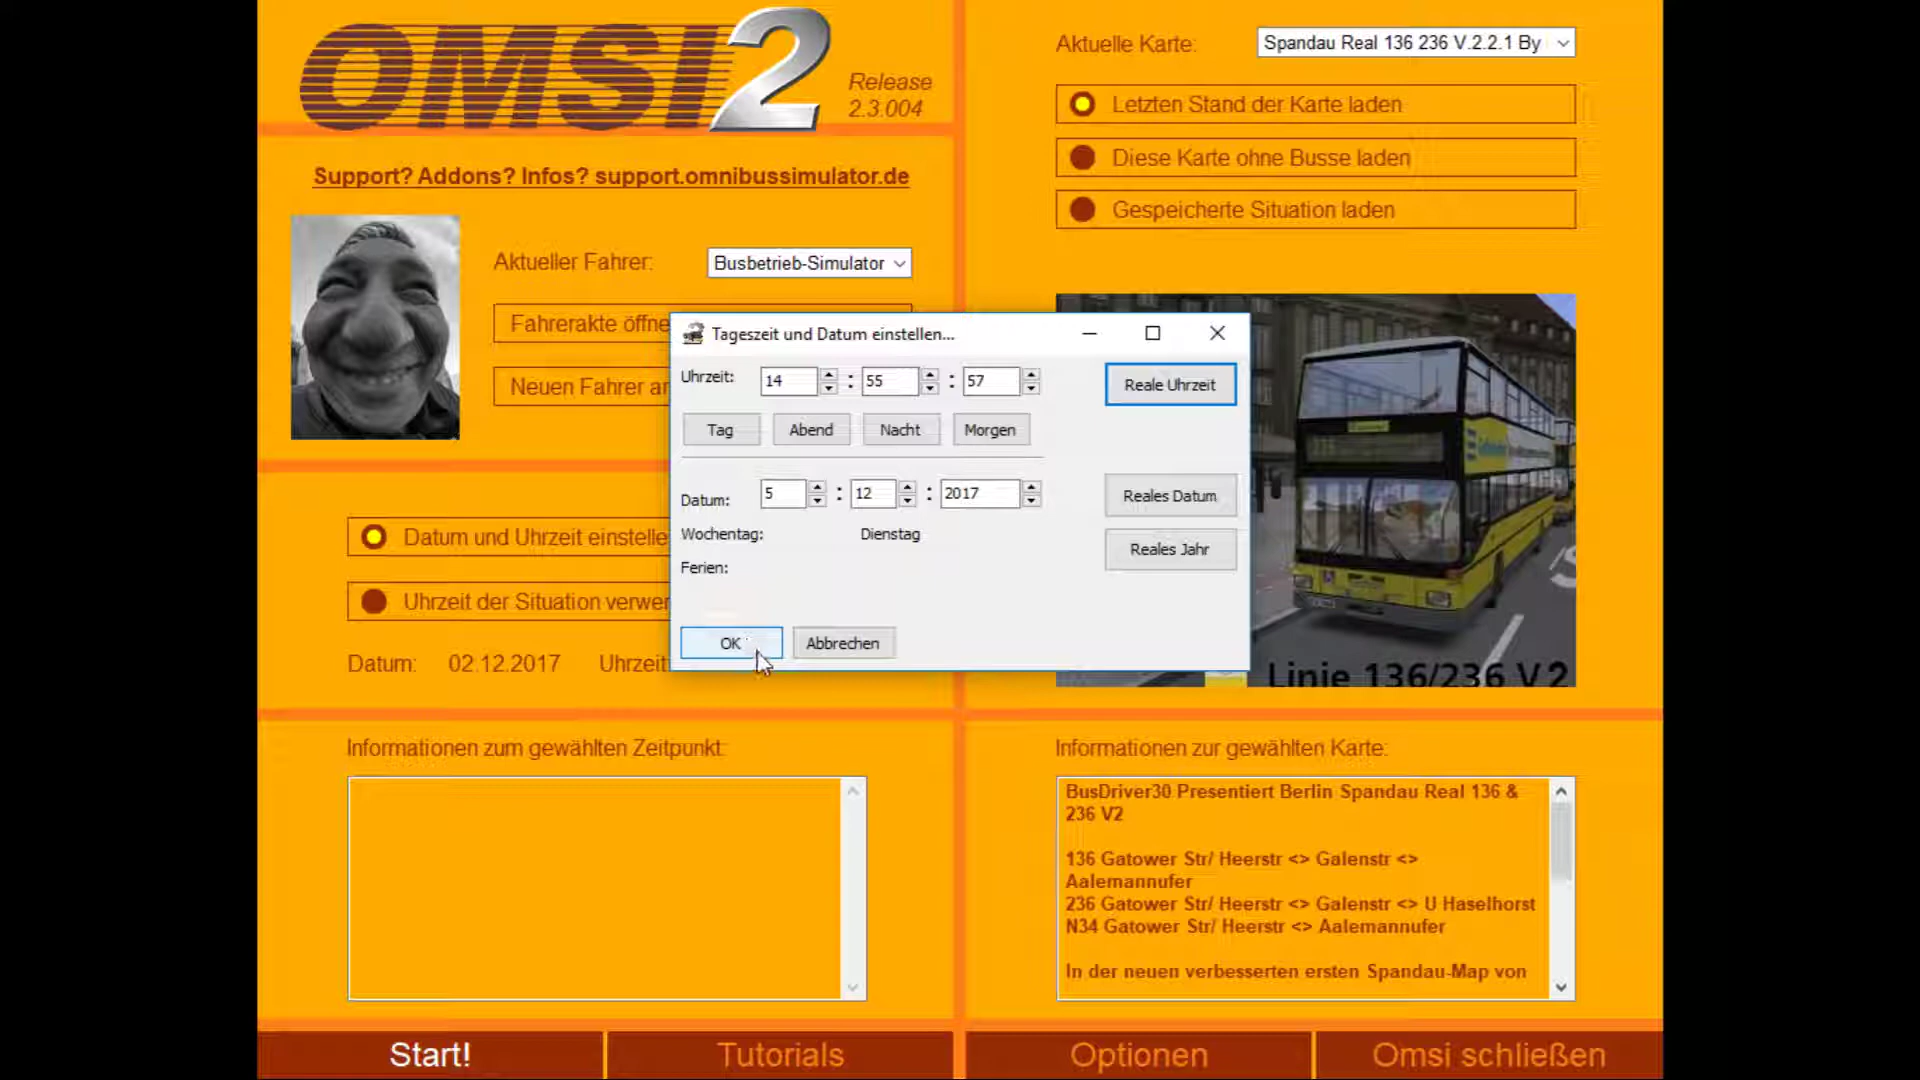 OMSI 2
Release
2.3.004
Support? Addons? Infos? support.omnibussimulator.de
Aktueller Fahrer:
Busbetrieb-Simulator
Fahrerakte öffne
Neuen Fahrer an
Datum und Uhrzeit einstelle
Uhrzeit der Situation verwen
Datum: 02.12.2017 Uhrzeit
Aktuelle Karte:
Spandau Real 136 236 V.2.2.1 By
Letzten Stand der Karte laden
Diese Karte ohne Busse laden
Gespeicherte Situation laden
Linie 136/236 V2
Tageszeit und Datum einstellen...
Uhrzeit: 14 : 55 : 57
Reale Uhrzeit
Tag Abend Nacht Morgen
Datum: 5 : 12 : 2017
Reales Datum
Wochentag: Dienstag
Reales Jahr
Ferien:
OK Abbrechen
Informationen zum gewählten Zeitpunkt:
Informationen zur gewählten Karte:
BusDriver30 Presentiert Berlin Spandau Real 136 &
236 V2
136 Gatower Str/ Heerstr <> Galenstr <>
Aalemannufer
236 Gatower Str/ Heerstr <> Galenstr <> U Haselhorst
N34 Gatower Str/ Heerstr <> Aalemannufer
In der neuen verbesserten ersten Spandau-Map von
Start! Tutorials Optionen Omsi schließen